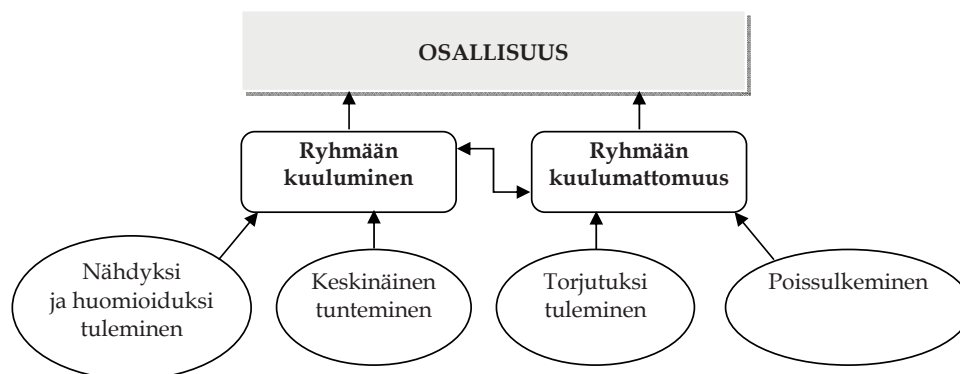 OSALLISUUS
Ryhmään
kuuluminen
Ryhmään
kuulumattomuus
Nähdyksi
ja huomioiduksi
tuleminen
Keskinäinen
tunteminen
Torjutuksi
tuleminen
Poissulkeminen